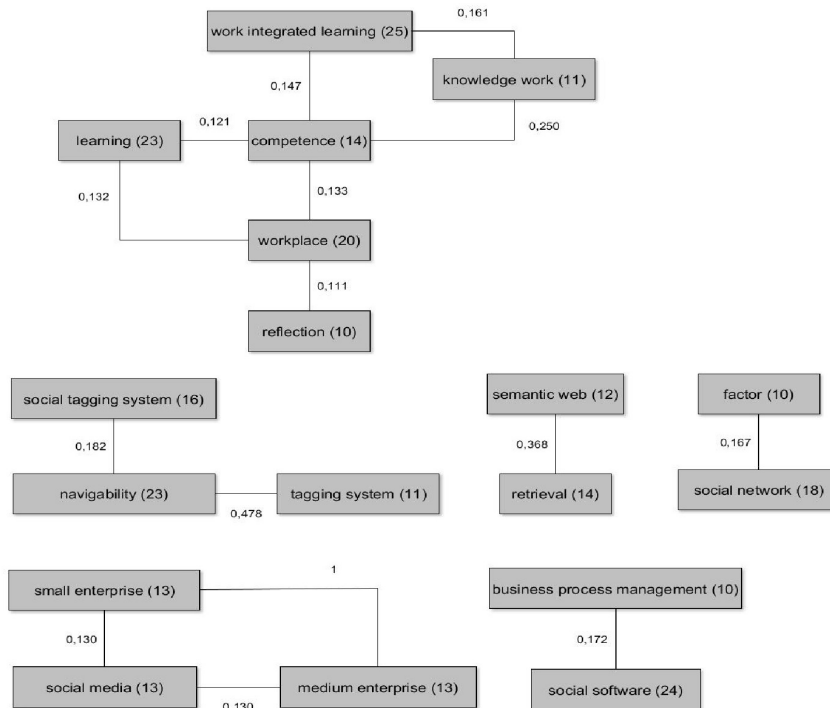 0,161
work integrated learning (25)
knowledge work (11)
0,147
0,121
0,250
learning (23)
competence (14)
0,132
0,133
workplace (20)
0,111
reflection (10)
social tagging system (16)
semantic web (12)
factor (10)
0,182
0,368
0,167
navigability (23)
tagging system (11)
retrieval (14)
social network (18)
0,478
1
small enterprise (13)
business process management (10)
0,130
0,172
social media (13)
medium enterprise (13)
social software (24)
0,130